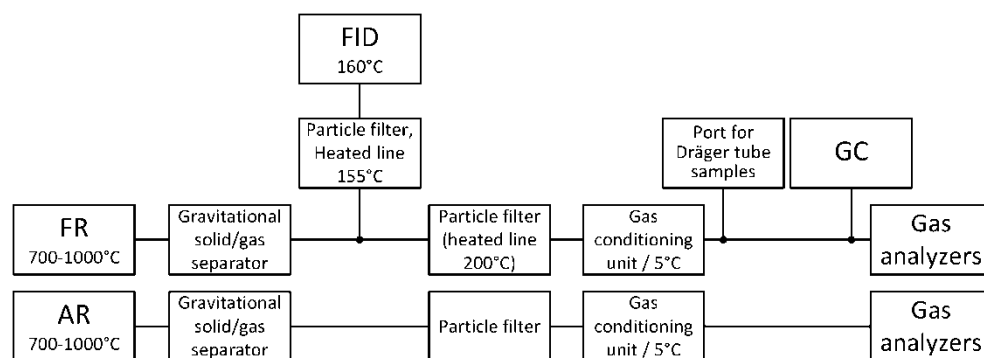 FID
160°C
Particle filter,
Heated line
155°C
Port for
Dräger tube
samples
GC
FR
700-1000°C
Gravitational
solid/gas
separator
Particle filter
(heated line
200°C)
Gas
conditioning
unit / 5°C
Gas
analyzers
AR
700-1000°C
Gravitational
solid/gas
separator
Particle filter
Gas
conditioning
unit / 5°C
Gas
analyzers